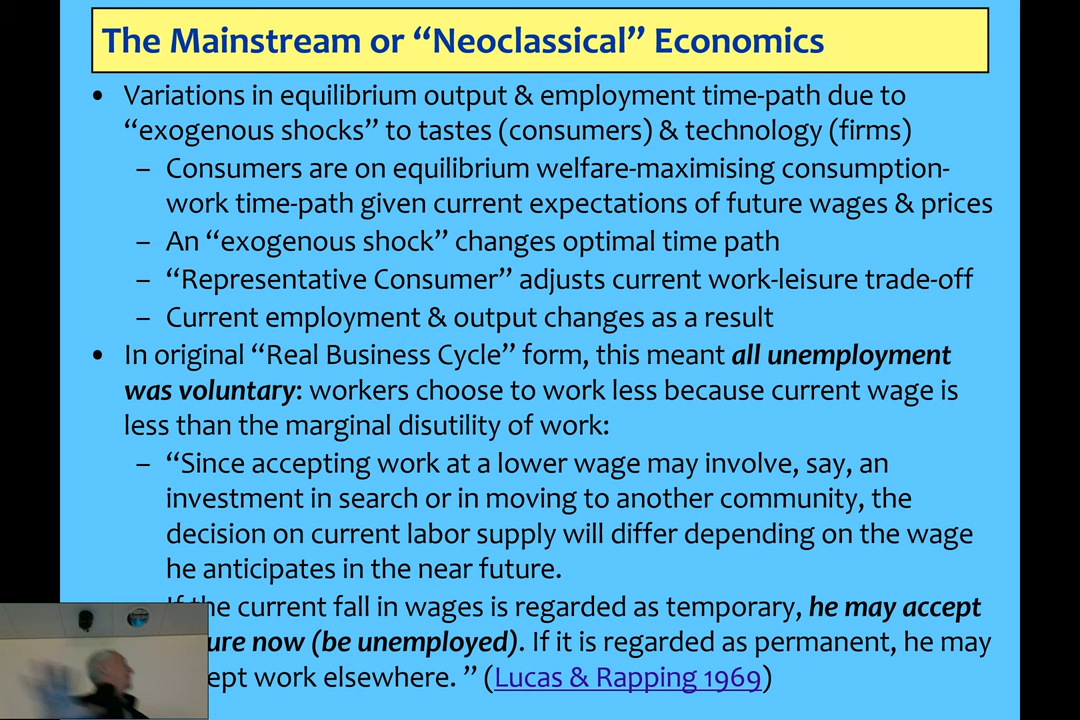 The Mainstream or “Neoclassical” Economics
• Variations in equilibrium output & employment time-path due to
“exogenous shocks” to tastes (consumers) & technology (firms)
– Consumers are on equilibrium welfare-maximising consumption-
work time-path given current expectations of future wages & prices
– An “exogenous shock” changes optimal time path
– “Representative Consumer” adjusts current work-leisure trade-off
– Current employment & output changes as a result
• In original “Real Business Cycle” form, this meant all unemployment
was voluntary: workers choose to work less because current wage is
less than the marginal disutility of work:
– “Since accepting work at a lower wage may involve, say, an
investment in search or in moving to another community, the
decision on current labor supply will differ depending on the wage
he anticipates in the near future.
If the current fall in wages is regarded as temporary, he may accept
now (be unemployed). If it is regarded as permanent, he may
work elsewhere. ” (Lucas & Rapping 1969)